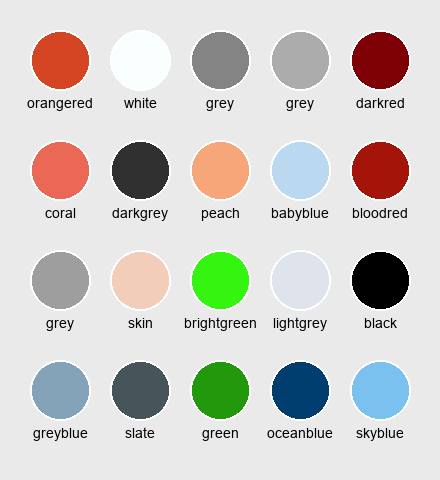 orangered white grey grey darkred
coral darkgrey peach babyblue bloodred
grey skin brightgreen lightgrey black
greyblue slate green oceanblue skyblue